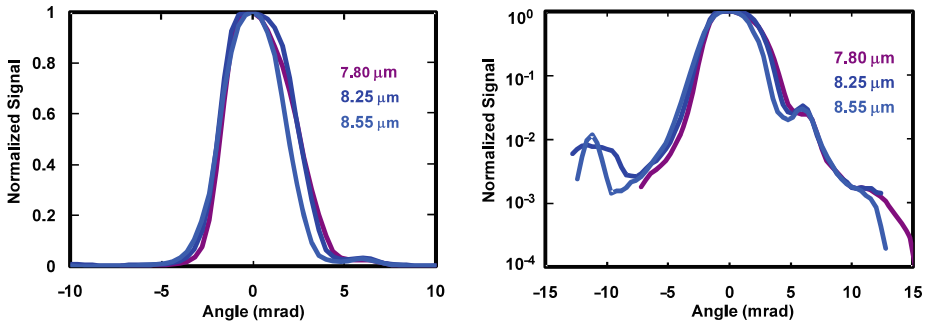 Normalized Signal
1
0.8
0.6
0.4
0.2
0
7.80 µm
8.25 µm
8.55 µm
–10 –5 0 5 10
Angle (mrad)
Normalized Signal
10⁰
10⁻¹
10⁻²
10⁻³
10⁻⁴
7.80 µm
8.25 µm
8.55 µm
–15 –10 –5 0 5 10 15
Angle (mrad)